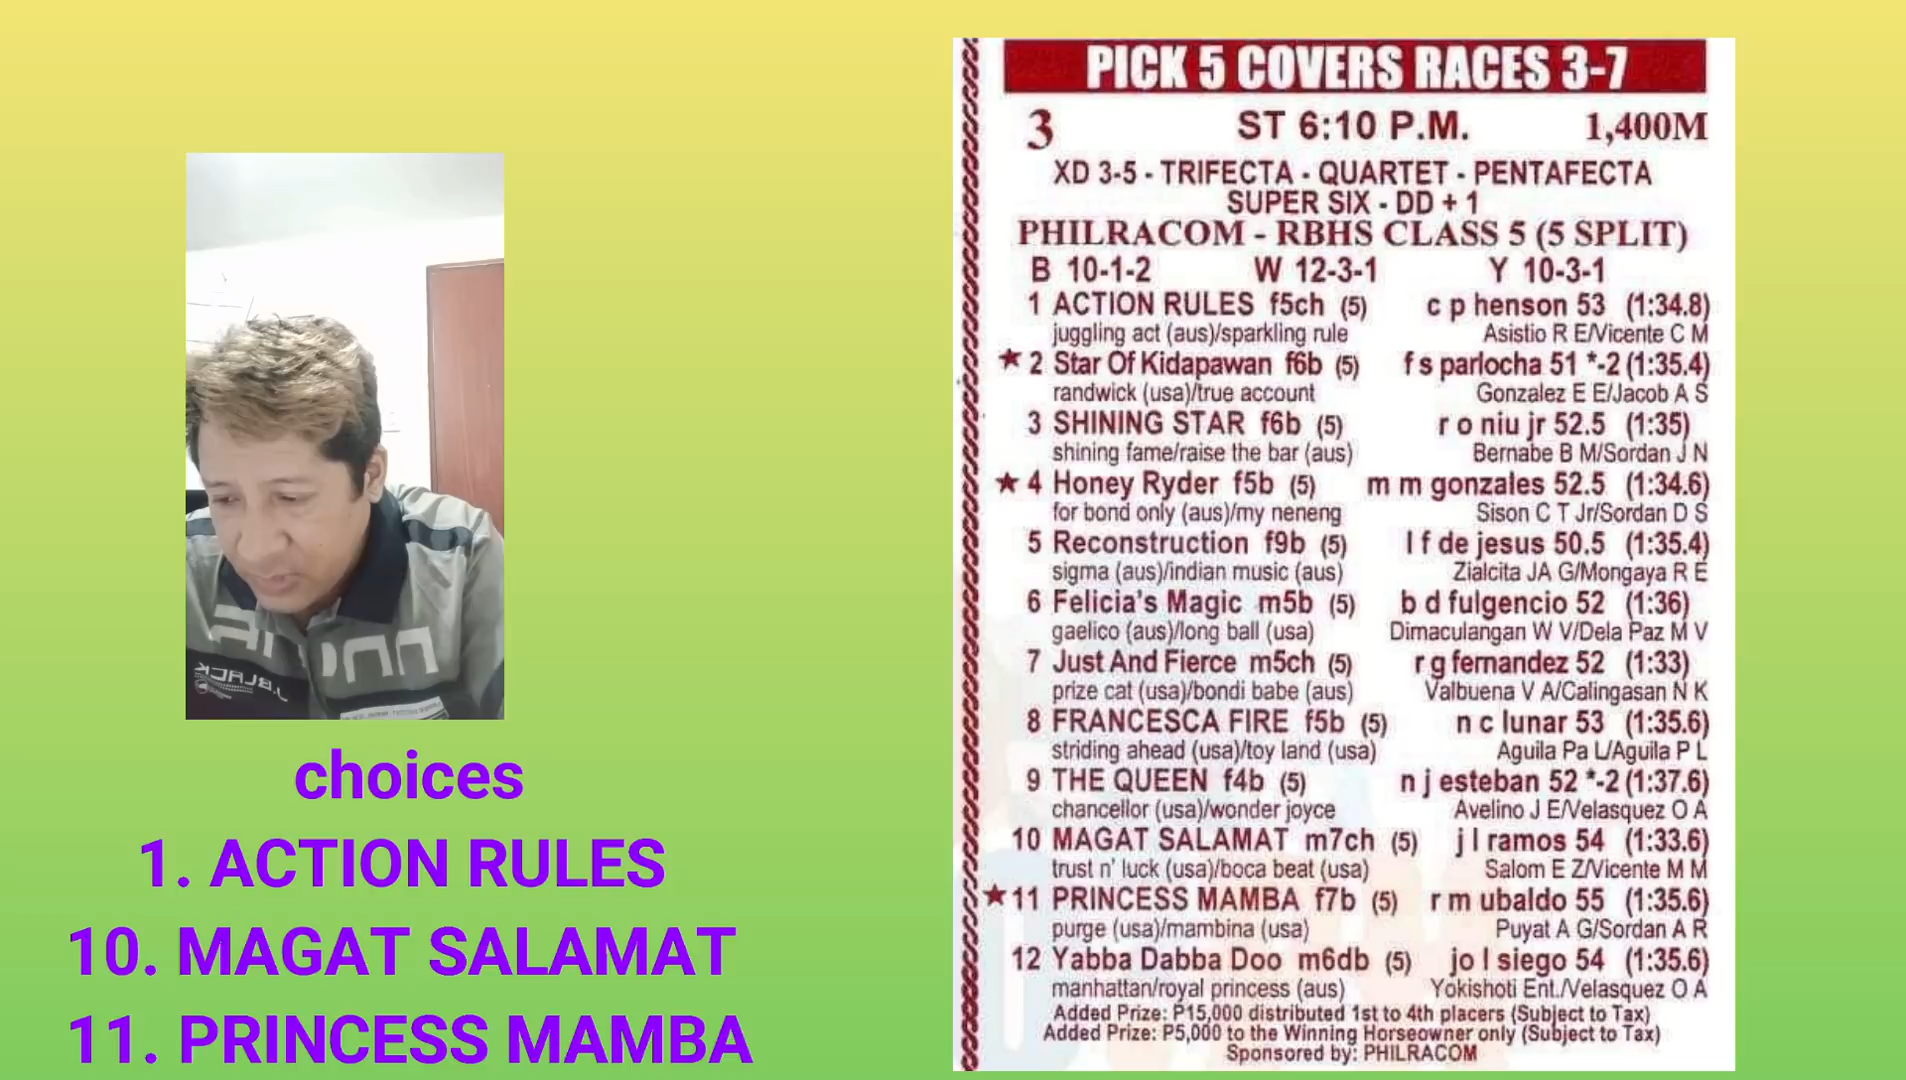 PICK 5 COVERS RACES 3-7
3 ST 6:10 P.M. 1,400M
XD 3-5 - TRIFECTA - QUARTET - PENTAFECTA
SUPER SIX - DD + 1
PHILRACOM - RBHS CLASS 5 (5 SPLIT)
B 10-1-2 W 12-3-1 Y 10-3-1
1 ACTION RULES f5ch (5) c p henson 53 (1:34.8)
juggling act (aus)/sparkling rule Asistio R E/Vicente C M
★ 2 Star Of Kidapawan f6b (5) f s parlocha 51 *-2 (1:35.4)
randwick (usa)/true account Gonzalez E E/Jacob A S
3 SHINING STAR f6b (5) r o niu jr 52.5 (1:35)
shining fame/raise the bar (aus) Bernabe B M/Sordan J N
★ 4 Honey Ryder f5b (5) m m gonzales 52.5 (1:34.6)
for bond only (aus)/my neneng Sison C T Jr/Sordan D S
5 Reconstruction f9b (5) l f de jesus 50.5 (1:35.4)
sigma (aus)/indian music (aus) Zialcita JA G/Mongaya R E
6 Felicia's Magic m5b (5) b d fulgencio 52 (1:36)
gaelico (aus)/long ball (usa) Dimaculangan W V/Dela Paz M V
7 Just And Fierce m5ch (5) r g fernandez 52 (1:33)
prize cat (usa)/bondi babe (aus) Valbuena V A/Calingasan N K
8 FRANCESCA FIRE f5b (5) n c lunar 53 (1:35.6)
striding ahead (usa)/toy land (usa) Aguila Pa L/Aguila P L
9 THE QUEEN f4b (5) n j esteban 52 *-2 (1:37.6)
chancellor (usa)/wonder joyce Avelino J E/Velasquez O A
10 MAGAT SALAMAT m7ch (5) j l ramos 54 (1:33.6)
trust n' luck (usa)/boca beat (usa) Salom E Z/Vicente M M
★ 11 PRINCESS MAMBA f7b (5) r m ubaldo 55 (1:35.6)
purge (usa)/mambina (usa) Puyat A G/Sordan A R
12 Yabba Dabba Doo m6db (5) jo l siego 54 (1:35.6)
manhattan/royal princess (aus) Yokishoti Ent./Velasquez O A
Added Prize: P15,000 distributed 1st to 4th placers (Subject to Tax)
Added Prize: P5,000 to the Winning Horseowner only (Subject to Tax)
Sponsored by: PHILRACOM
J.BLACK
choices
1. ACTION RULES
10. MAGAT SALAMAT
11. PRINCESS MAMBA